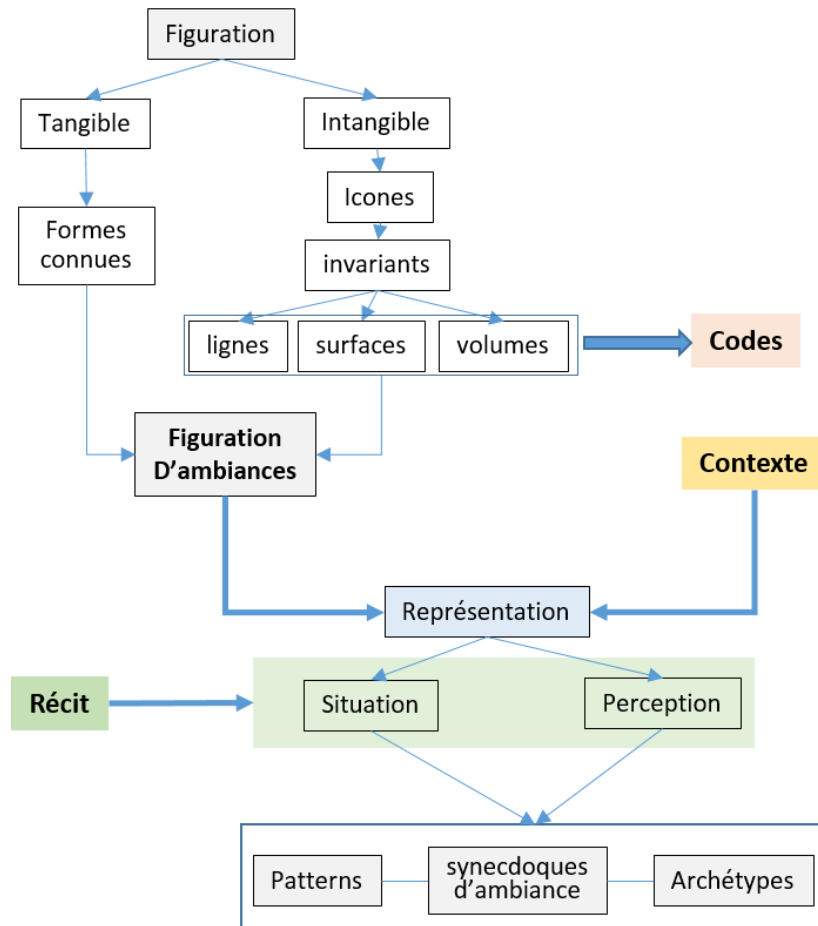 Figuration
Tangible
Intangible
Icones
Formes
connues
invariants
lignes
surfaces
volumes
Codes
Figuration
D’ambiances
Contexte
Représentation
Récit
Situation
Perception
Patterns
synecdoques
d’ambiance
Archétypes